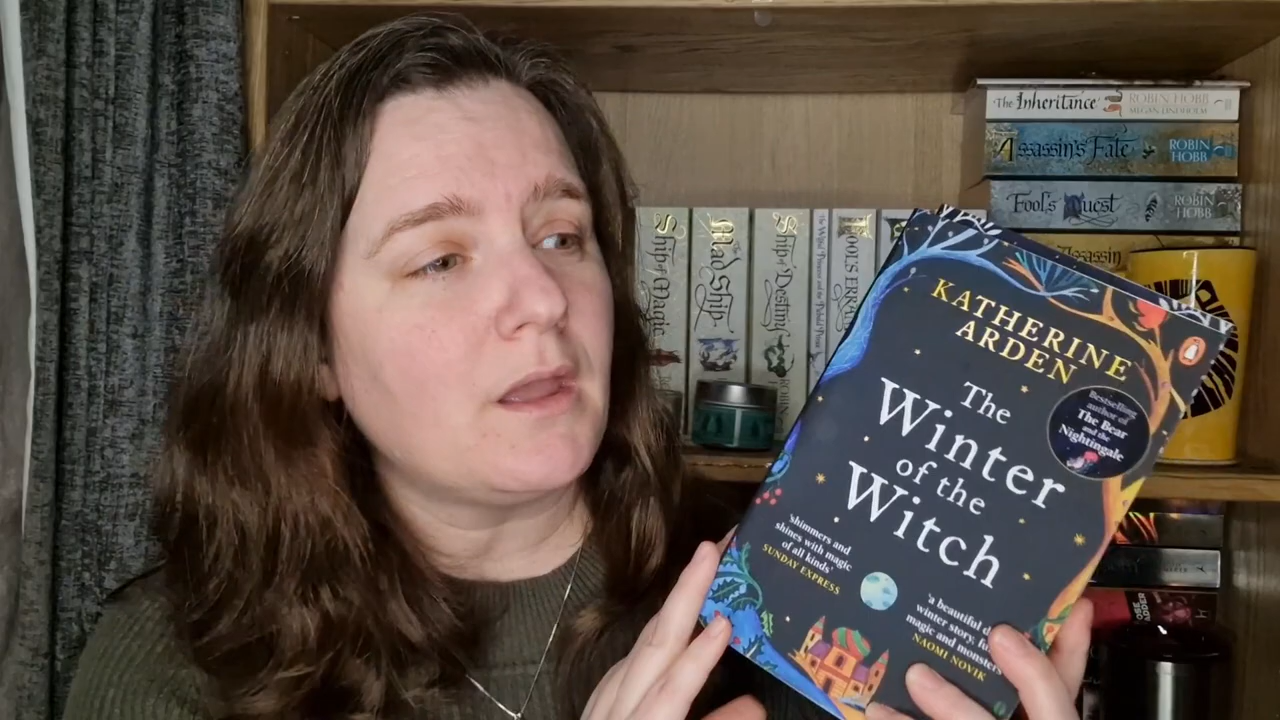 The Inheritance ROBIN HOBB
MEGAN LINDHOLM
Assassin's Fate ROBIN HOBB
Fool's Quest ROBIN HOBB
Assassin
Ship of Magic
Mad Ship
Ship of Destiny
KATHERINE
ARDEN
The
Winter
of the
Witch
Bestselling
author of
The Bear
and the
Nightingale
'shimmers and
shines with magic
of all kinds'
SUNDAY EXPRESS
'a beautiful
winter story,
magic and monsters
NAOMI NOVIK